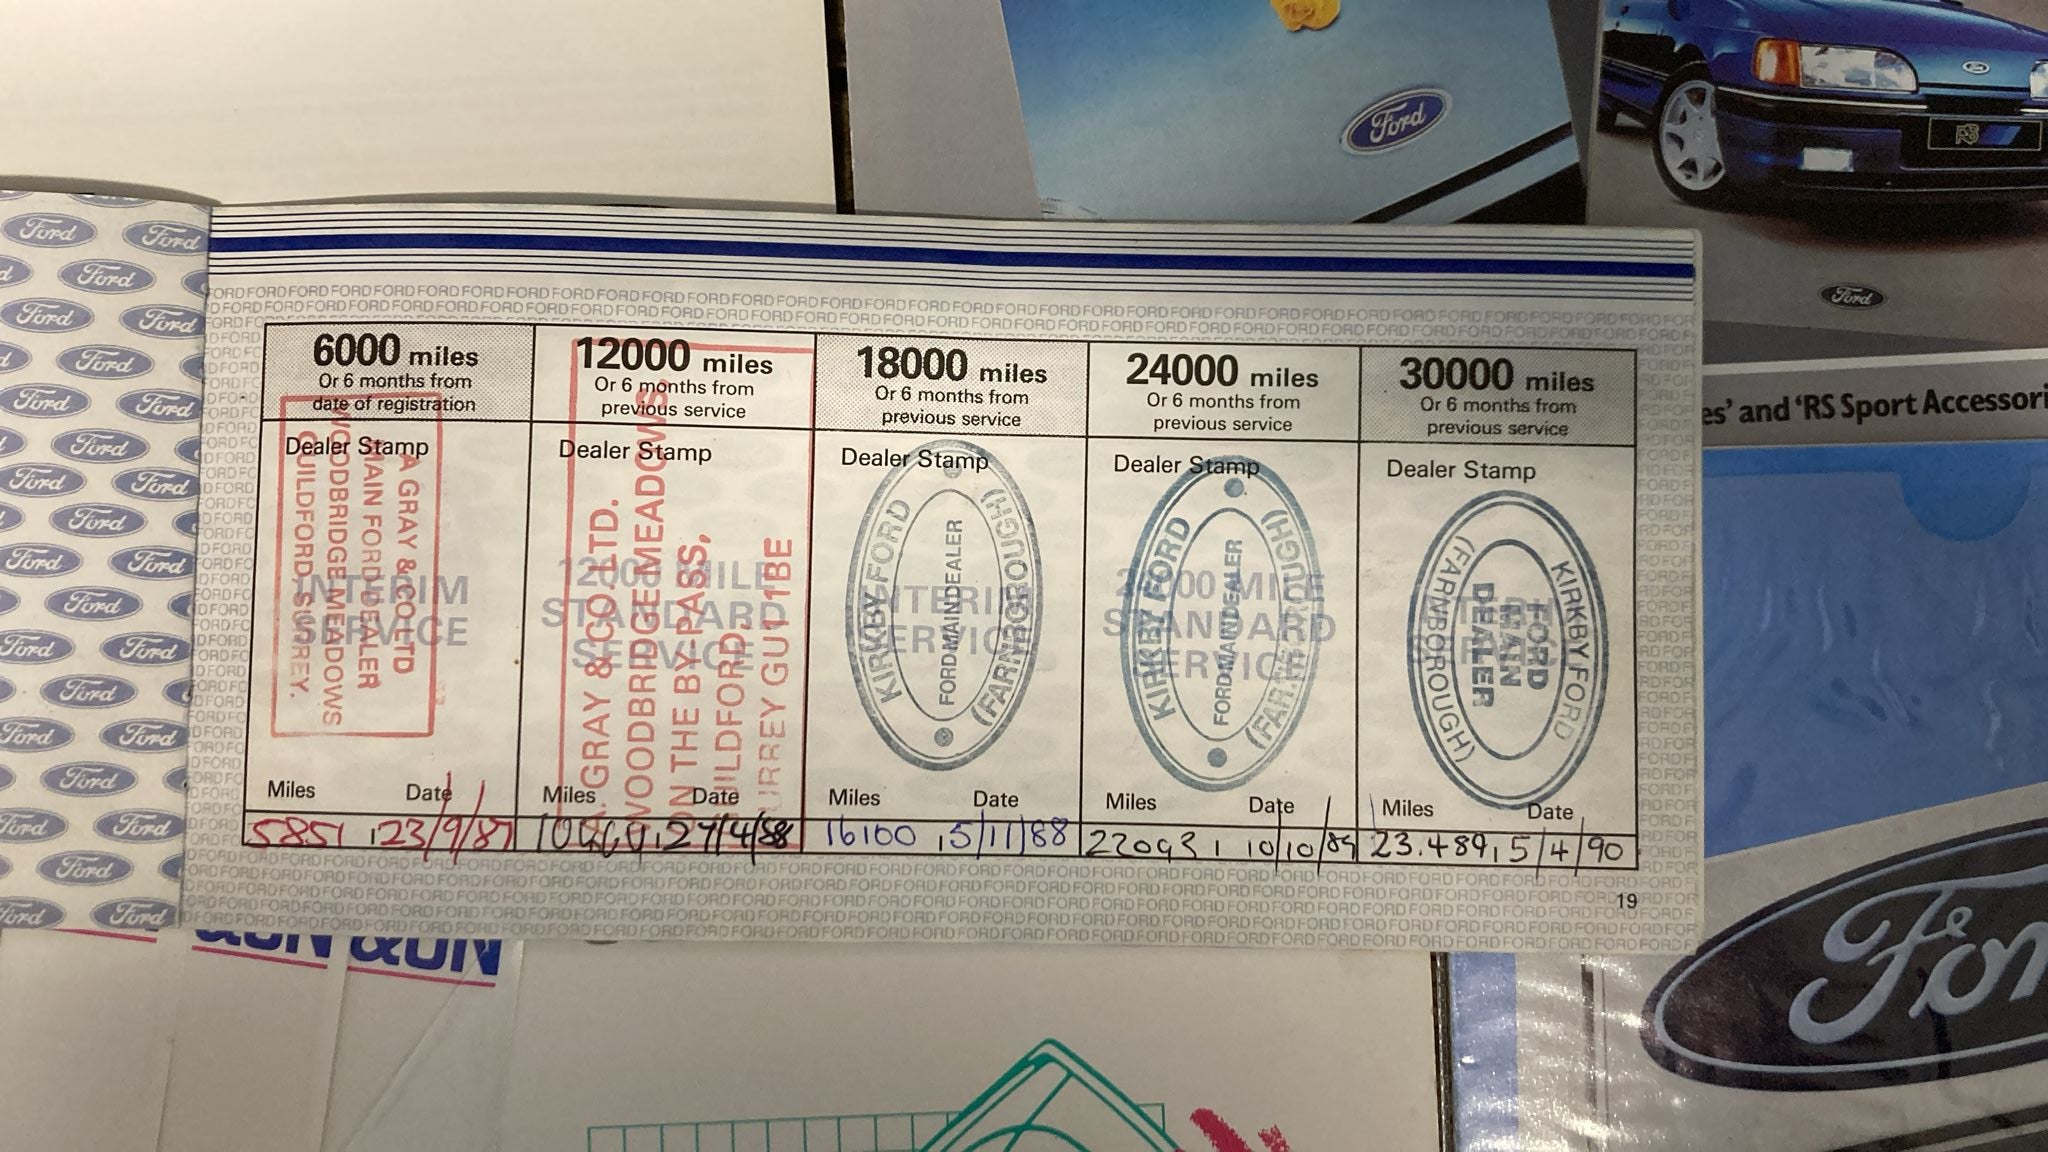 Ford
RS
Ford
es' and 'RS Sport Accessori
6000 miles
Or 6 months from
date of registration
Dealer Stamp
A GRAY & CO LTD
MAIN FORD DEALER
WOODBRIDGE MEADOWS
GUILDFORD SURREY.
INTERIM
SERVICE
Miles Date
5851 23/9/87
12000 miles
Or 6 months from
previous service
Dealer Stamp
A. GRAY & CO LTD.
WOODBRIDGE MEADOWS,
ON THE BY PASS,
GUILDFORD,
SURREY GU1 1BE
12000 MILE
STANDARD
SERVICE
Miles Date
27/4/88
18000 miles
Or 6 months from
previous service
Dealer Stamp
KIRKBY FORD
FORD MAIN DEALER
(FARNBOROUGH)
INTERIM
SERVICE
Miles Date
16100 5/11/88
24000 miles
Or 6 months from
previous service
Dealer Stamp
KIRKBY FORD
FORD MAIN DEALER
(FARNBOROUGH)
24000 MILE
STANDARD
SERVICE
Miles Date
22093 10/10/89
30000 miles
Or 6 months from
previous service
Dealer Stamp
KIRKBY FORD
FORD
MAIN
DEALER
(FARNBOROUGH)
Miles Date
23.489, 5/4/90
19
Ford